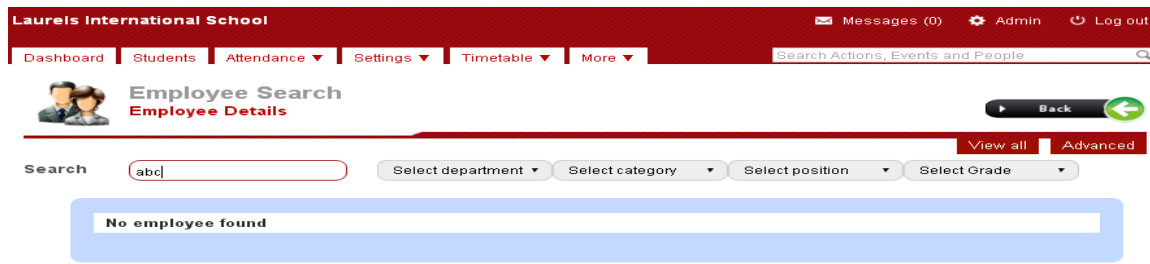 Laurels International School Messages (0) Admin Log out
Dashboard Students Attendance ▼ Settings ▼ Timetable ▼ More ▼ Search Actions, Events and People
Employee Search
Employee Details
Back
View all Advanced
Search abc Select department ▼ Select category ▼ Select position ▼ Select Grade ▼
No employee found